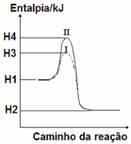 Entalpia/kJ
H4
II
H3
I
H1
H2
Caminho da reação